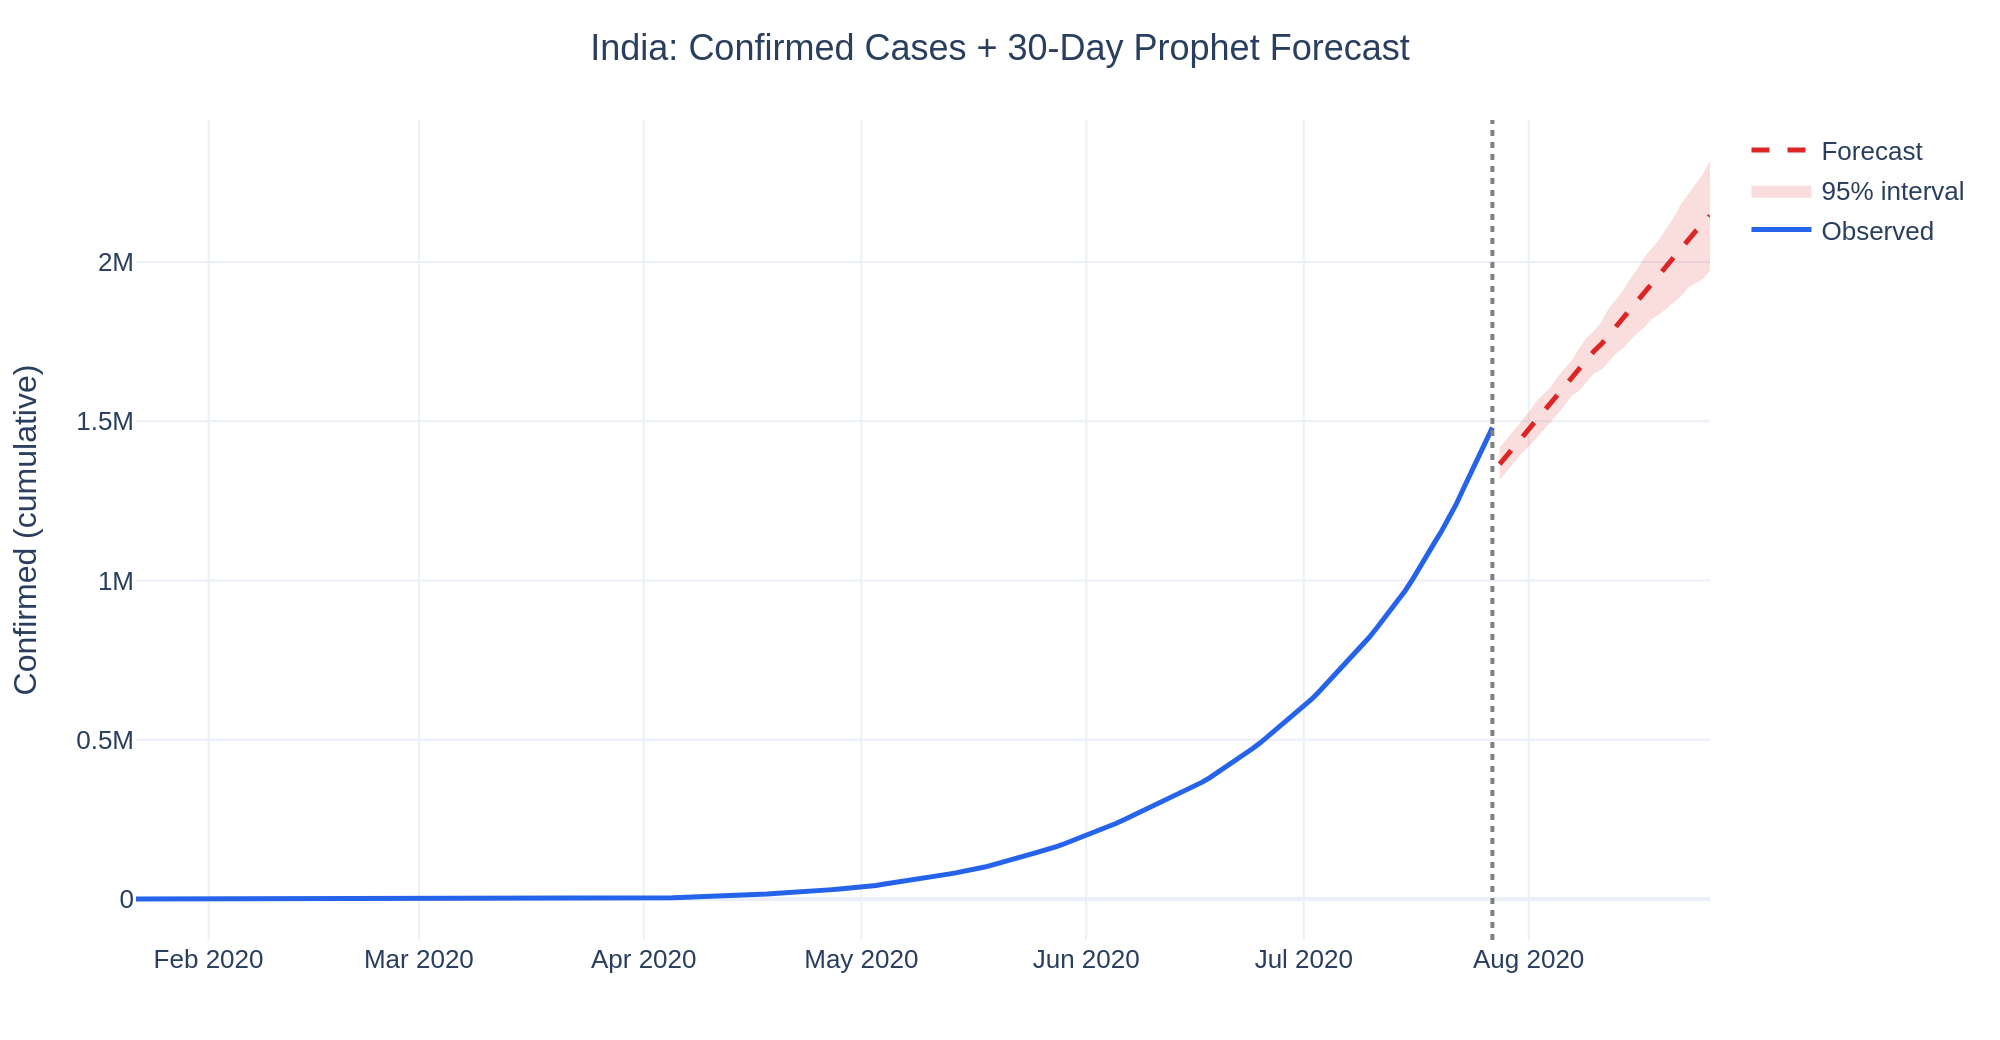 India: Confirmed Cases + 30-Day Prophet Forecast
Forecast
95% interval
Observed
Confirmed (cumulative)
2M
1.5M
1M
0.5M
0
Feb 2020
Mar 2020
Apr 2020
May 2020
Jun 2020
Jul 2020
Aug 2020